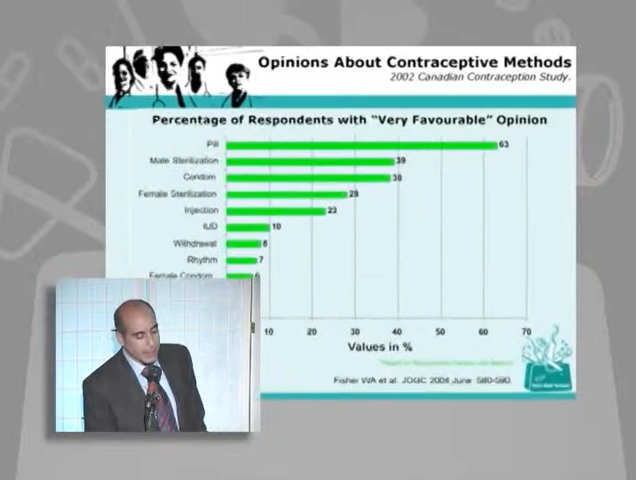 Opinions About Contraceptive Methods
2002 Canadian Contraception Study.
Percentage of Respondents with "Very Favourable" Opinion
Pill 63
Male Sterilization 39
Condom 38
Female Sterilization 28
Injection 23
IUD 10
Withdrawal 8
Rhythm 7
Female Condom 6
10 20 30 40 50 60 70
Values in %
Fisher WA et al. JOGC 2004 June 580-590.